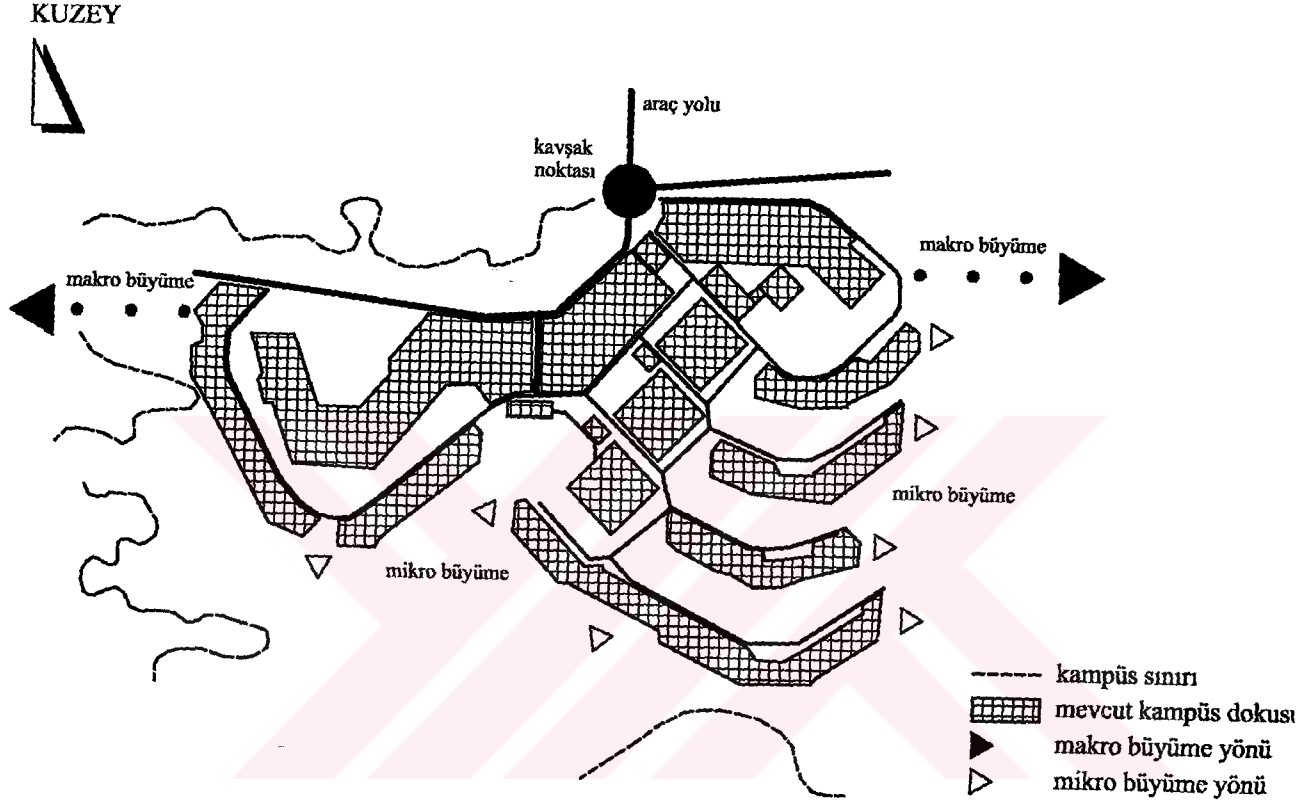 KUZEY
araç yolu
kavşak
noktası
makro büyüme
makro büyüme
mikro büyüme
mikro büyüme
kampüs sınırı
mevcut kampüs dokusu
makro büyüme yönü
mikro büyüme yönü